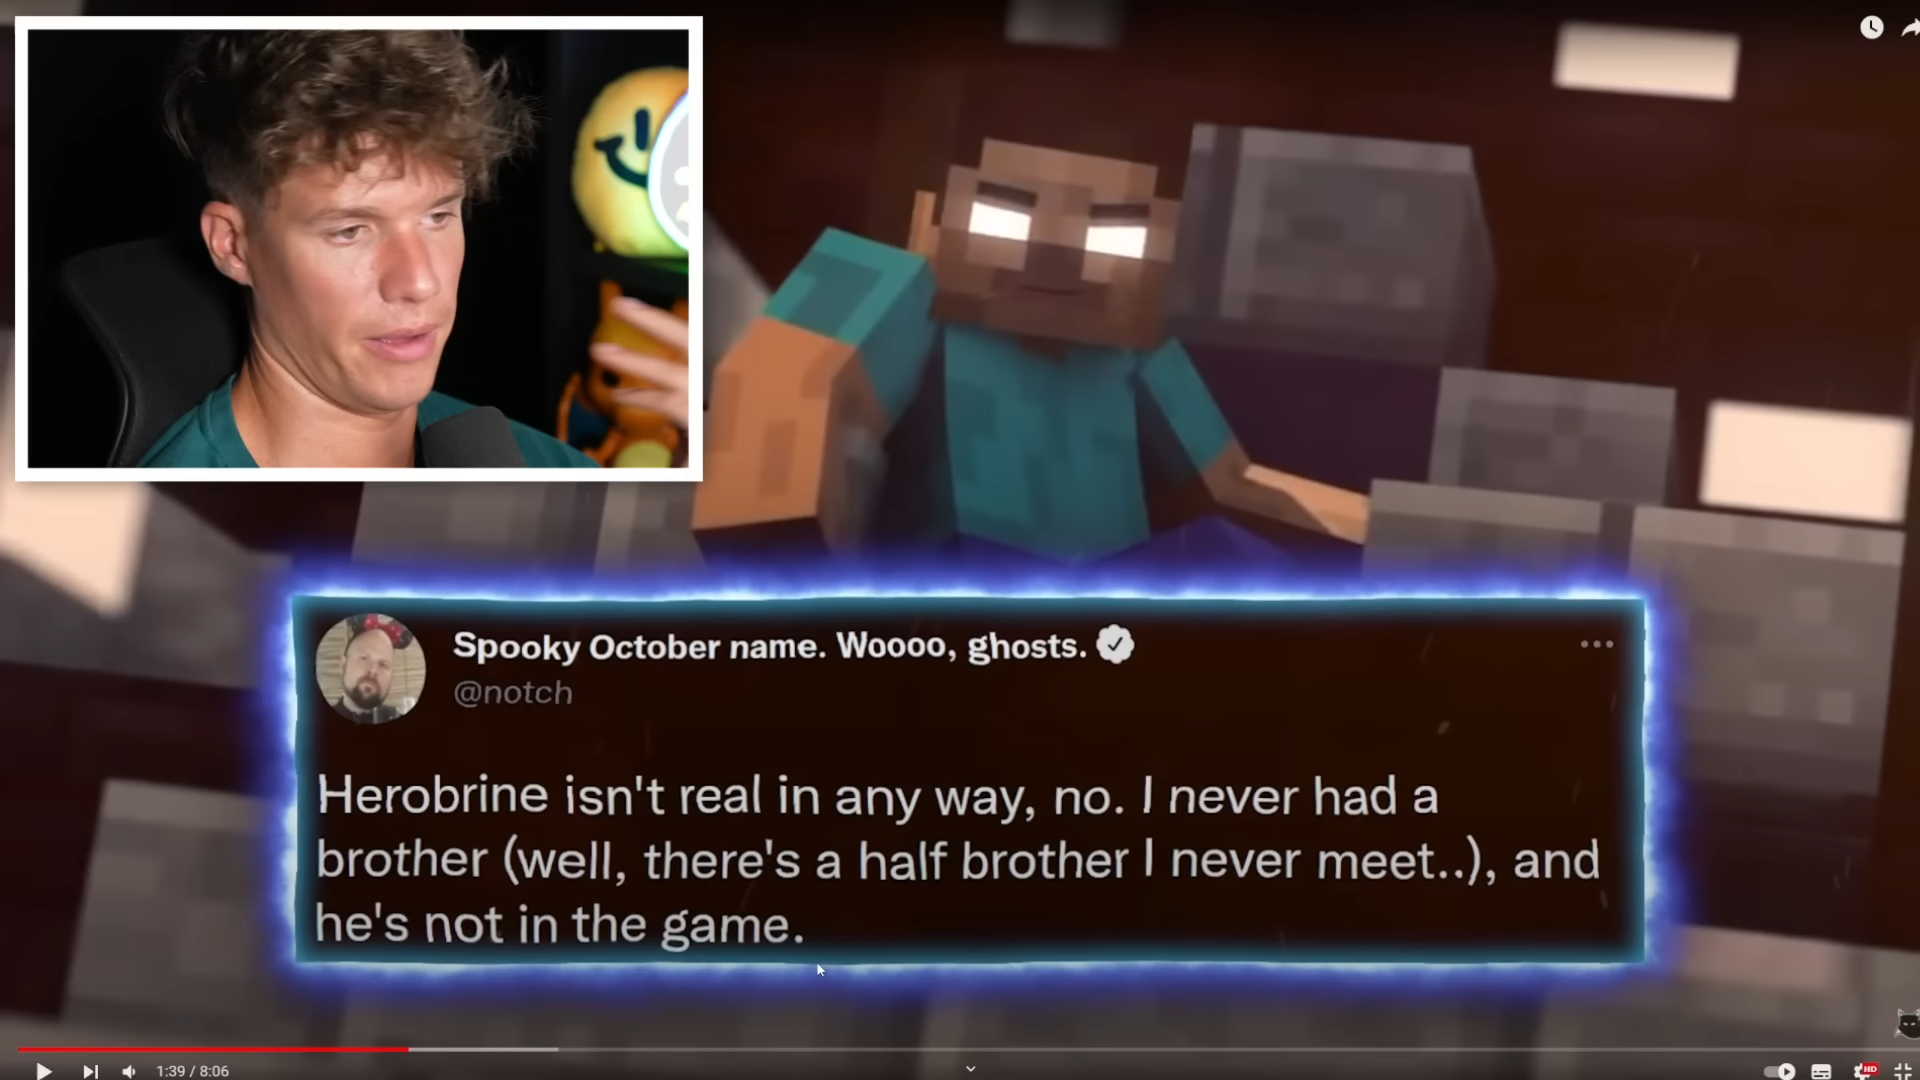 Spooky October name. Woooo, ghosts.
@notch
Herobrine isn't real in any way, no. I never had a
brother (well, there's a half brother I never meet..), and
he's not in the game.
1:39 / 8:06
HD